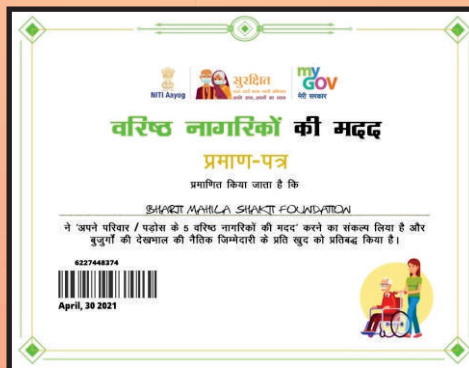 NITI Aayog
सुरक्षित
my
GOV
मेरी सरकार
वरिष्ठ नागरिकों की मदद
प्रमाण-पत्र
प्रमाणित किया जाता है कि
BHARTI MAHILA SHAKTI FOUNDATION
ने 'अपने परिवार / पड़ोस के 5 वरिष्ठ नागरिकों की मदद' करने का संकल्प लिया है और
बुजुर्गों की देखभाल की नैतिक जिम्मेदारी के प्रति खुद को प्रतिबद्ध किया है।
6227448374
April, 30 2021